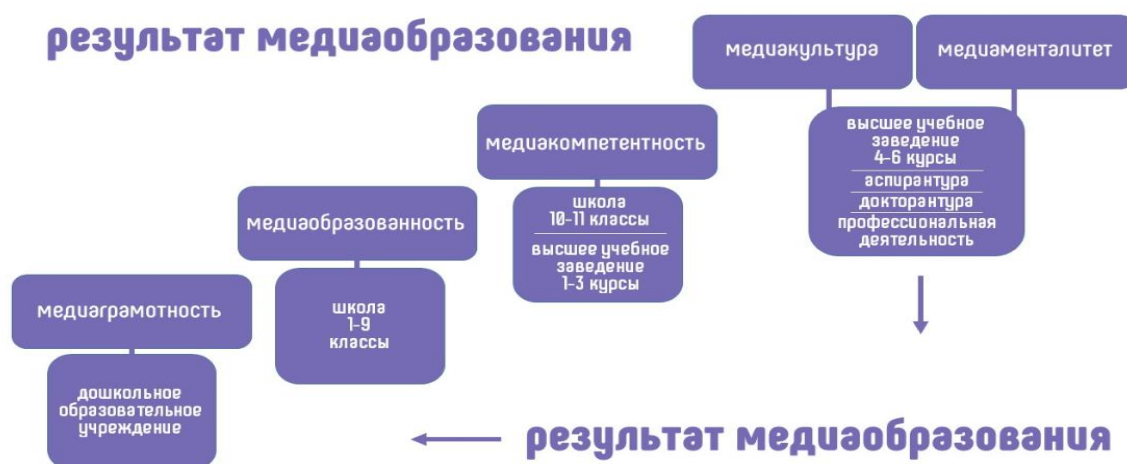 результат медиаобразования
медиакультура
медиаменталитет
высшее учебное
заведение
4-6 курсы
аспирантура
докторантура
профессиональная
деятельность
медиакомпетентность
школа
10-11 классы
высшее учебное
заведение
1-3 курсы
медиаобразованность
школа
1-9
классы
медиаграмотность
дошкольное
образовательное
учреждение
результат медиаобразования